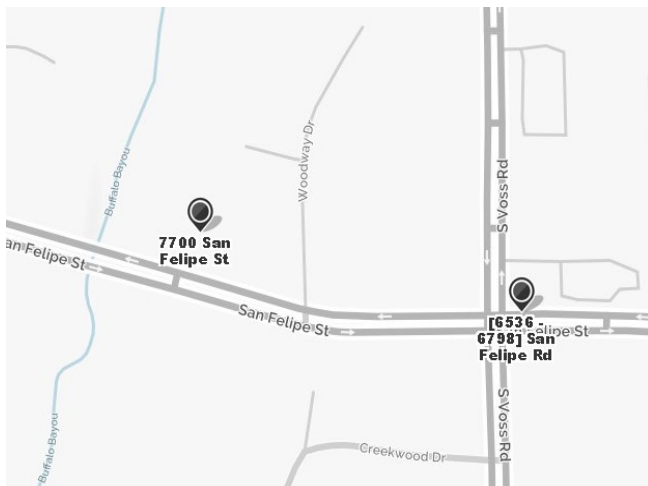 Woodway Dr
Buffalo Bayou
S Voss Rd
7700 San
Felipe St
an Felipe St
San Felipe St
[6536 -
6798] San
Felipe Rd
Felipe St
S Voss Rd
Creekwood Dr
Buffalo Bayou